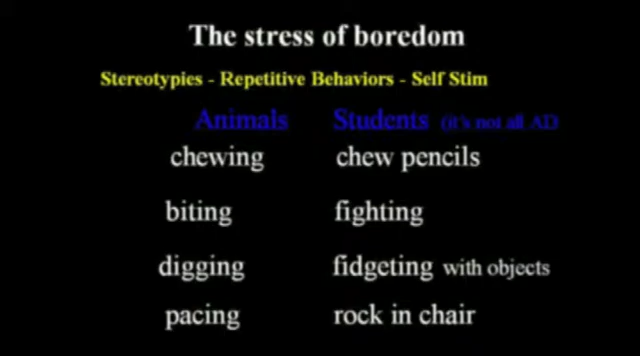 The stress of boredom
Stereotypies - Repetitive Behaviors - Self Stim
Animals Students (it's not all AD
chewing chew pencils
biting fighting
digging fidgeting with objects
pacing rock in chair